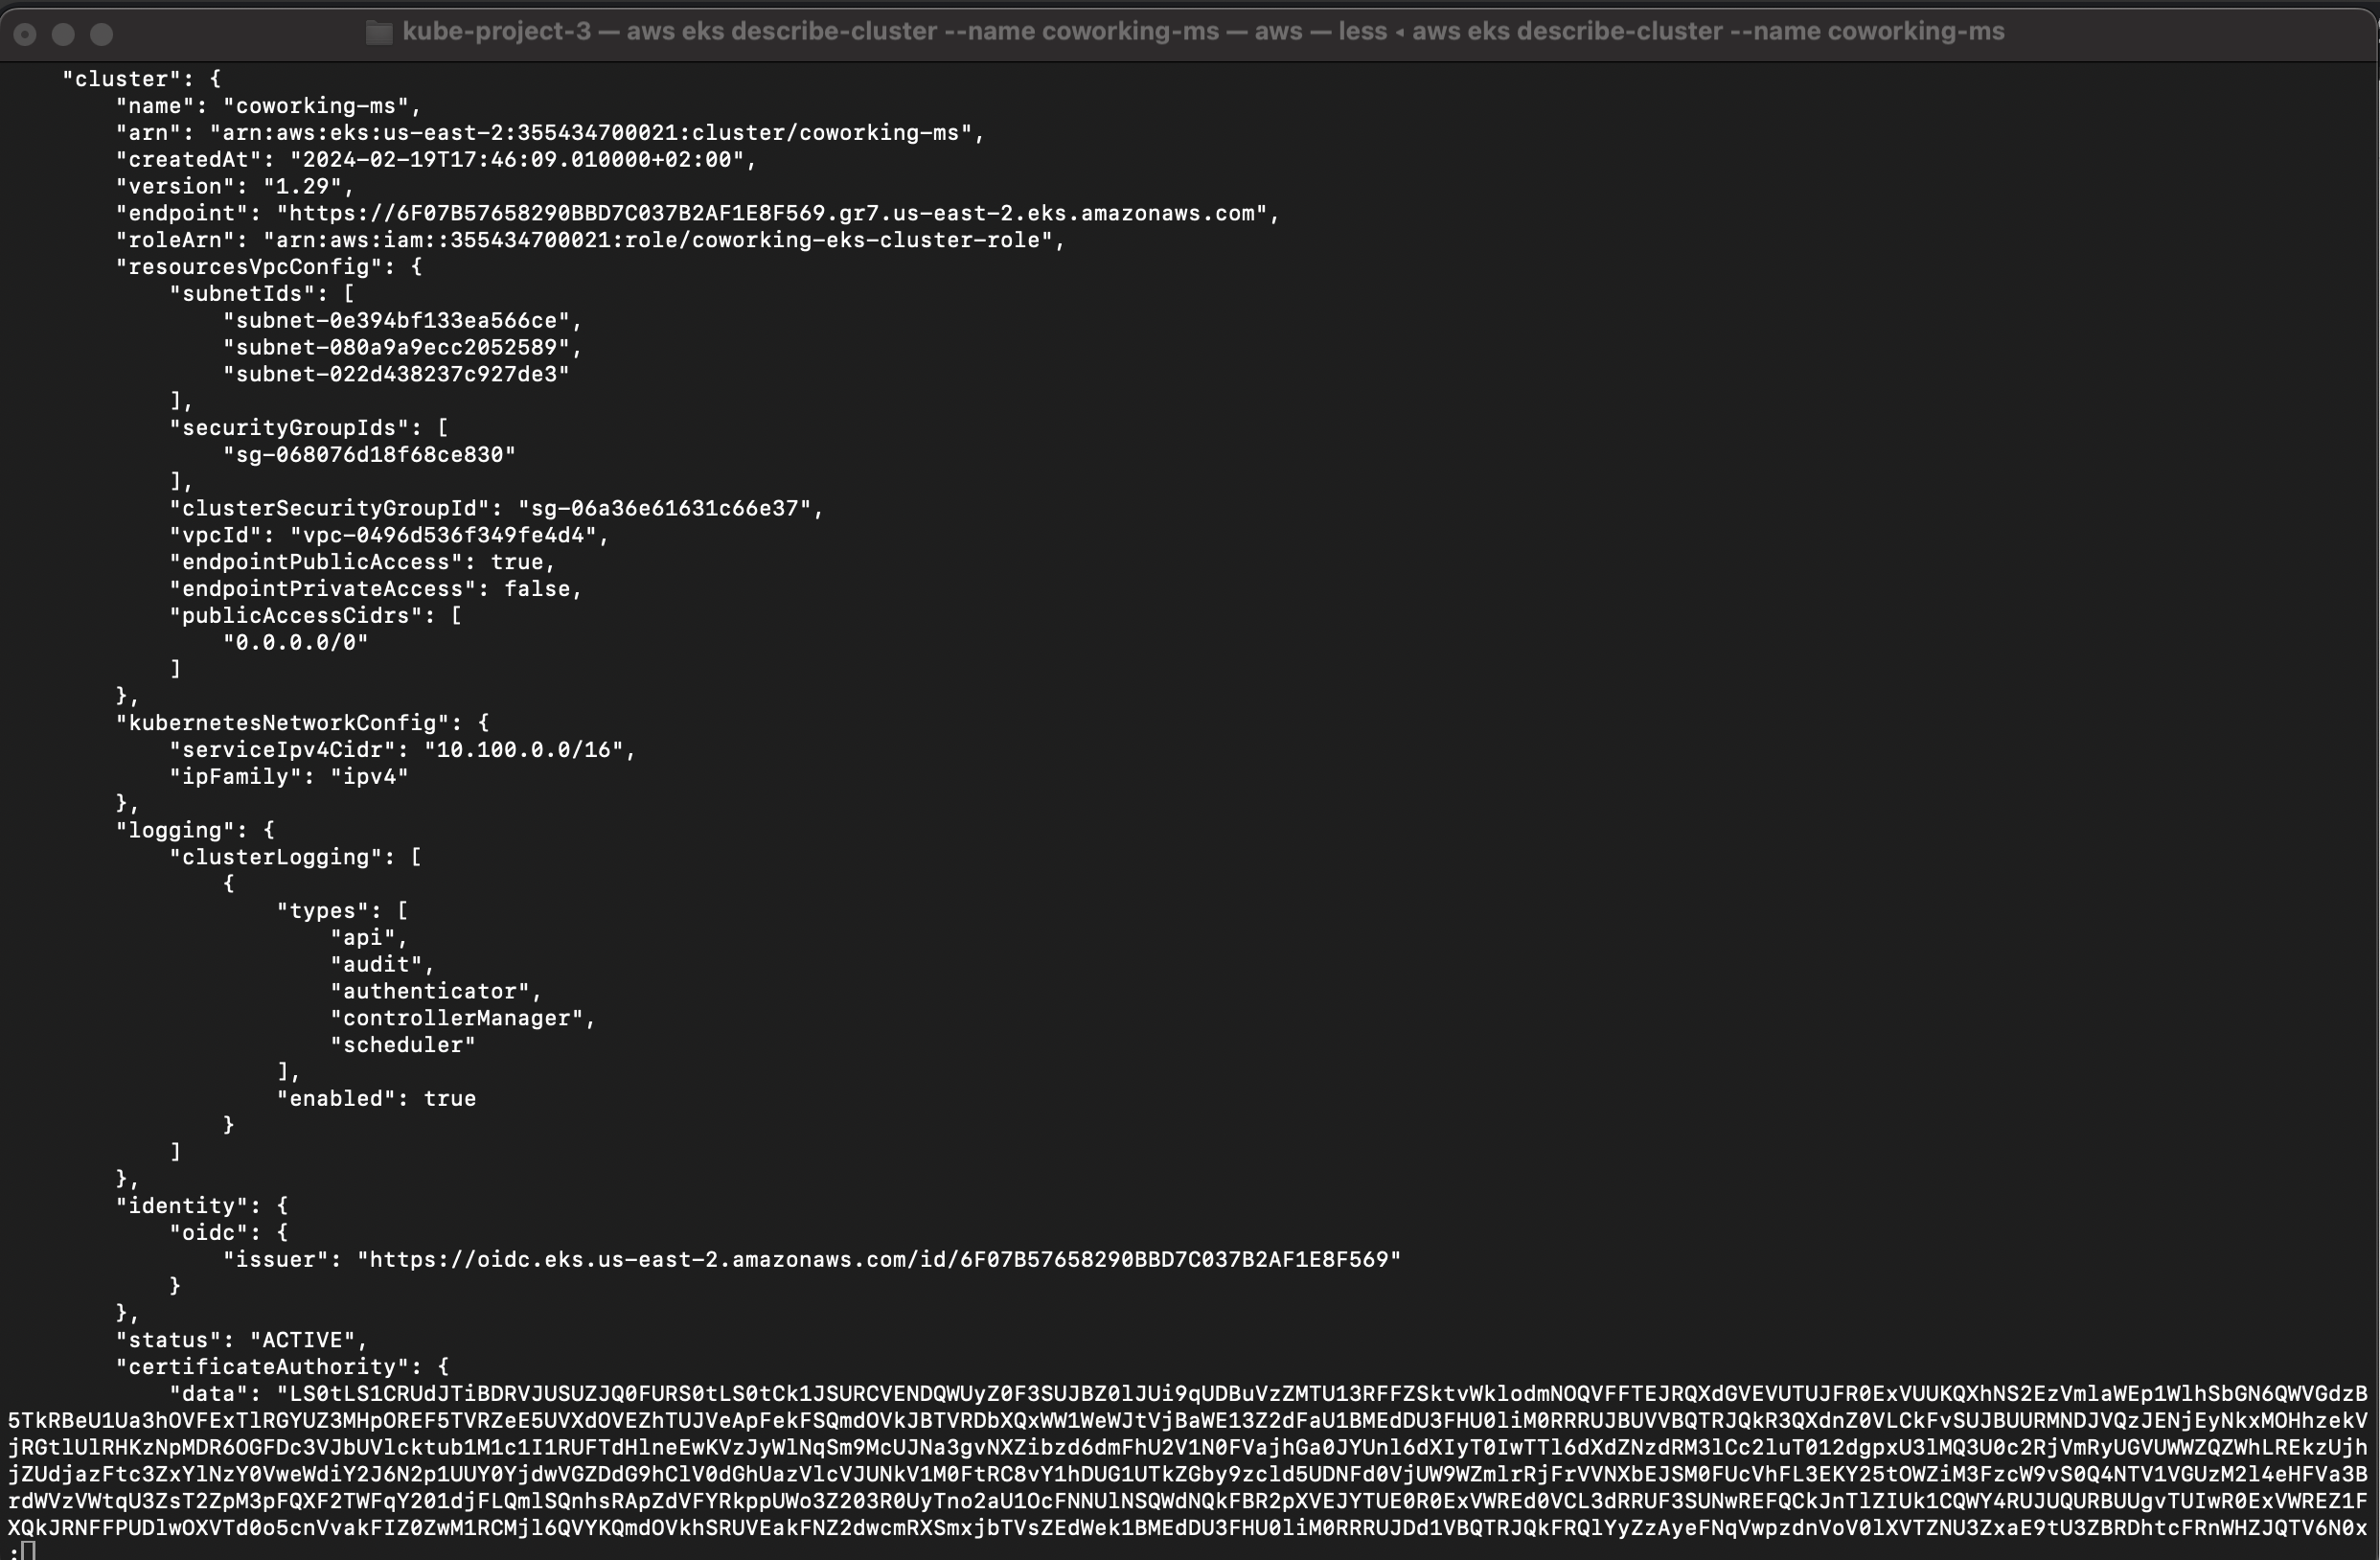 kube-project-3 — aws eks describe-cluster --name coworking-ms — aws — less ◂ aws eks describe-cluster --name coworking-ms
    "cluster": {
        "name": "coworking-ms",
        "arn": "arn:aws:eks:us-east-2:355434700021:cluster/coworking-ms",
        "createdAt": "2024-02-19T17:46:09.010000+02:00",
        "version": "1.29",
        "endpoint": "https://6F07B57658290BBD7C037B2AF1E8F569.gr7.us-east-2.eks.amazonaws.com",
        "roleArn": "arn:aws:iam::355434700021:role/coworking-eks-cluster-role",
        "resourcesVpcConfig": {
            "subnetIds": [
                "subnet-0e394bf133ea566ce",
                "subnet-080a9a9ecc2052589",
                "subnet-022d438237c927de3"
            ],
            "securityGroupIds": [
                "sg-068076d18f68ce830"
            ],
            "clusterSecurityGroupId": "sg-06a36e61631c66e37",
            "vpcId": "vpc-0496d536f349fe4d4",
            "endpointPublicAccess": true,
            "endpointPrivateAccess": false,
            "publicAccessCidrs": [
                "0.0.0.0/0"
            ]
        },
        "kubernetesNetworkConfig": {
            "serviceIpv4Cidr": "10.100.0.0/16",
            "ipFamily": "ipv4"
        },
        "logging": {
            "clusterLogging": [
                {
                    "types": [
                        "api",
                        "audit",
                        "authenticator",
                        "controllerManager",
                        "scheduler"
                    ],
                    "enabled": true
                }
            ]
        },
        "identity": {
            "oidc": {
                "issuer": "https://oidc.eks.us-east-2.amazonaws.com/id/6F07B57658290BBD7C037B2AF1E8F569"
            }
        },
        "status": "ACTIVE",
        "certificateAuthority": {
            "data":
: